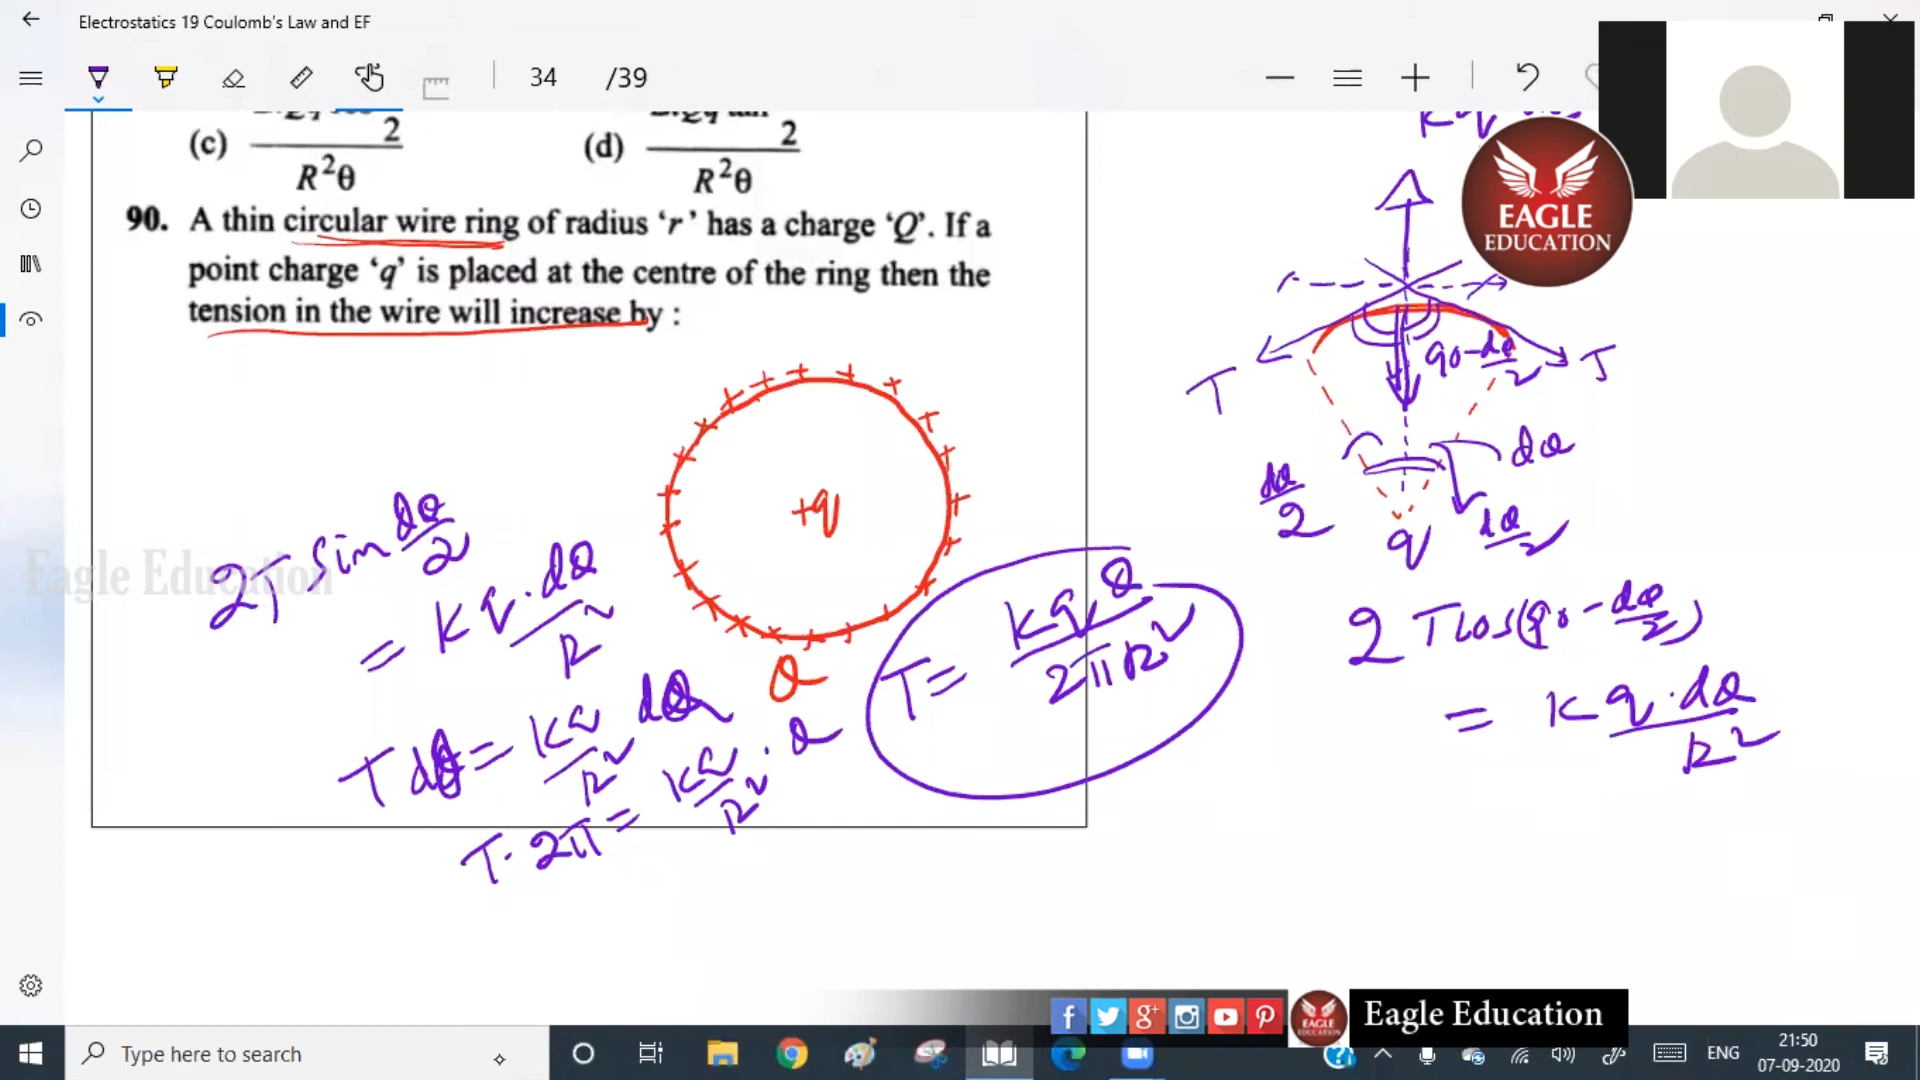 Electrostatics 19 Coulomb's Law and EF
34 /39
(c) 2
R²θ
(d) 2
R²θ
90. A thin circular wire ring of radius 'r' has a charge 'Q'. If a
point charge 'q' is placed at the centre of the ring then the
tension in the wire will increase by :
EAGLE
EDUCATION
T
90-dθ/2
T
dθ
dθ/2
dθ/2
q
+q
Q
Eagle Education
2T sin dθ/2
= Kq.dQ/R²
T dθ = Kq/R² dQ
T. 2π = Kq/R² . Q
T = KqQ/2πR²
2 T cos(90-dθ/2)
= Kq.dQ/R²
EAGLE
EDUCATION
Eagle Education
Type here to search
ENG
21:50
07-09-2020